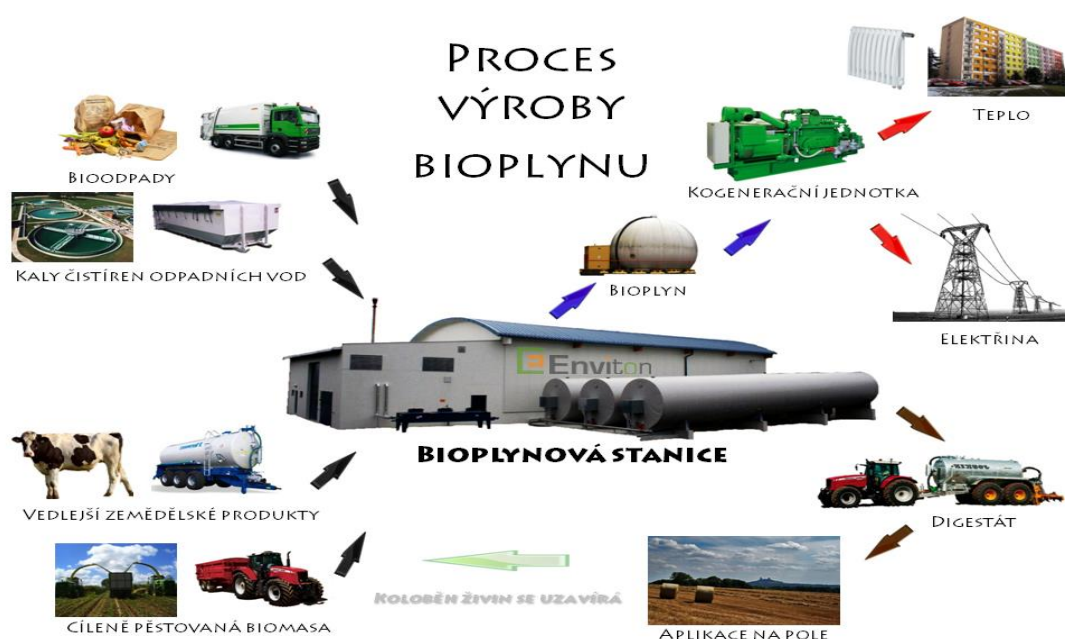 PROCES
VÝROBY
BIOPLYNU
TEPLO
BIOODPADY
KOGENERAČNÍ JEDNOTKA
KALY ČISTÍREN ODPADNÍCH VOD
BIOPLYN
ELEKTŘINA
Enviton
BIOPLYNOVÁ STANICE
VEDLEJŠÍ ZEMĚDĚLSKÉ PRODUKTY
DIGESTÁT
KOLOBĚH ŽIVIN SE UZAVÍRÁ
CÍLENĚ PĚSTOVANÁ BIOMASA
APLIKACE NA POLE